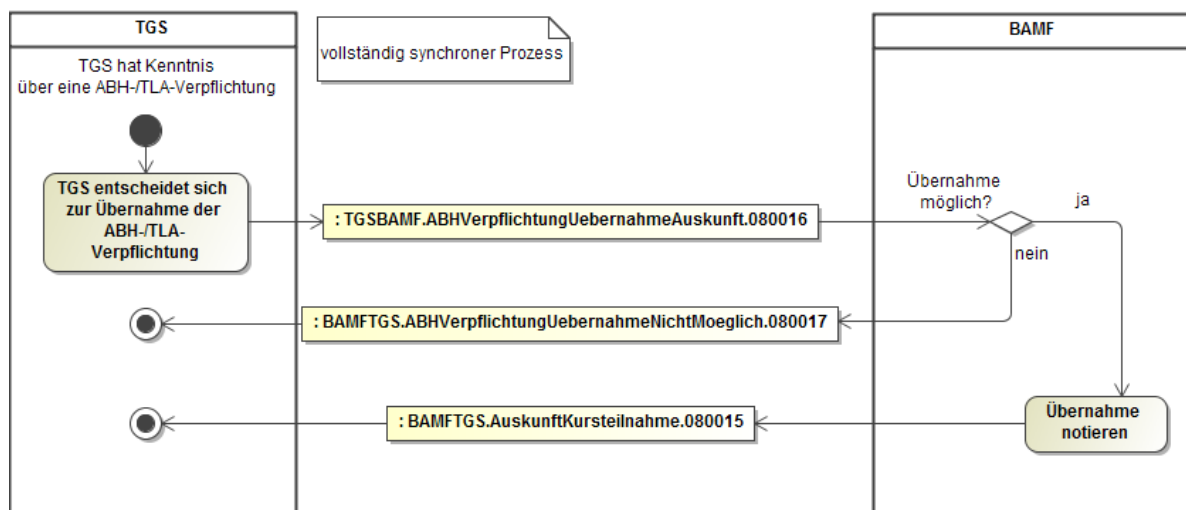 TGS
BAMF
vollständig synchroner Prozess
TGS hat Kenntnis
über eine ABH-/TLA-Verpflichtung
TGS entscheidet sich
zur Übernahme der
ABH-/TLA-
Verpflichtung
: TGSBAMF.ABHVerpflichtungUebernahmeAuskunft.080016
Übernahme
möglich?
ja
nein
: BAMFTGS.ABHVerpflichtungUebernahmeNichtMoeglich.080017
: BAMFTGS.AuskunftKursteilnahme.080015
Übernahme
notieren